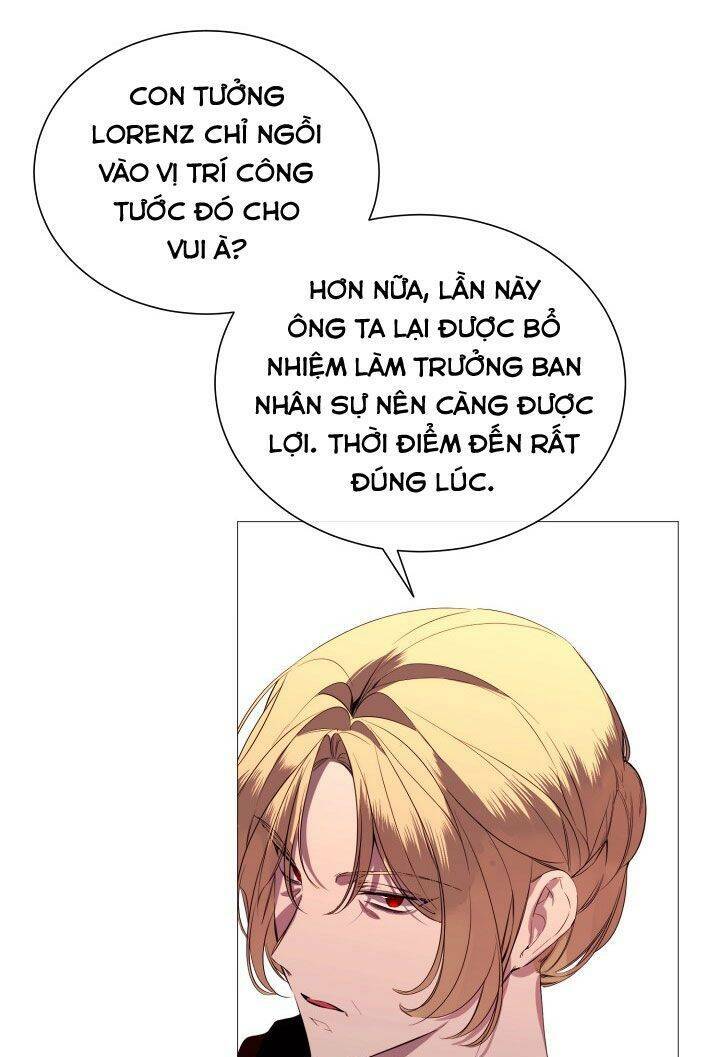 CON TƯỞNG
LORENZ CHỈ NGỒI
VÀO VỊ TRÍ CÔNG
TƯỚC ĐÓ CHO
VUI À?
HƠN NỮA, LẦN NÀY
ÔNG TA LẠI ĐƯỢC BỔ
NHIỆM LÀM TRƯỞNG BAN
NHÂN SỰ NÊN CÀNG ĐƯỢC
LỢI. THỜI ĐIỂM ĐẾN RẤT
ĐÚNG LÚC.